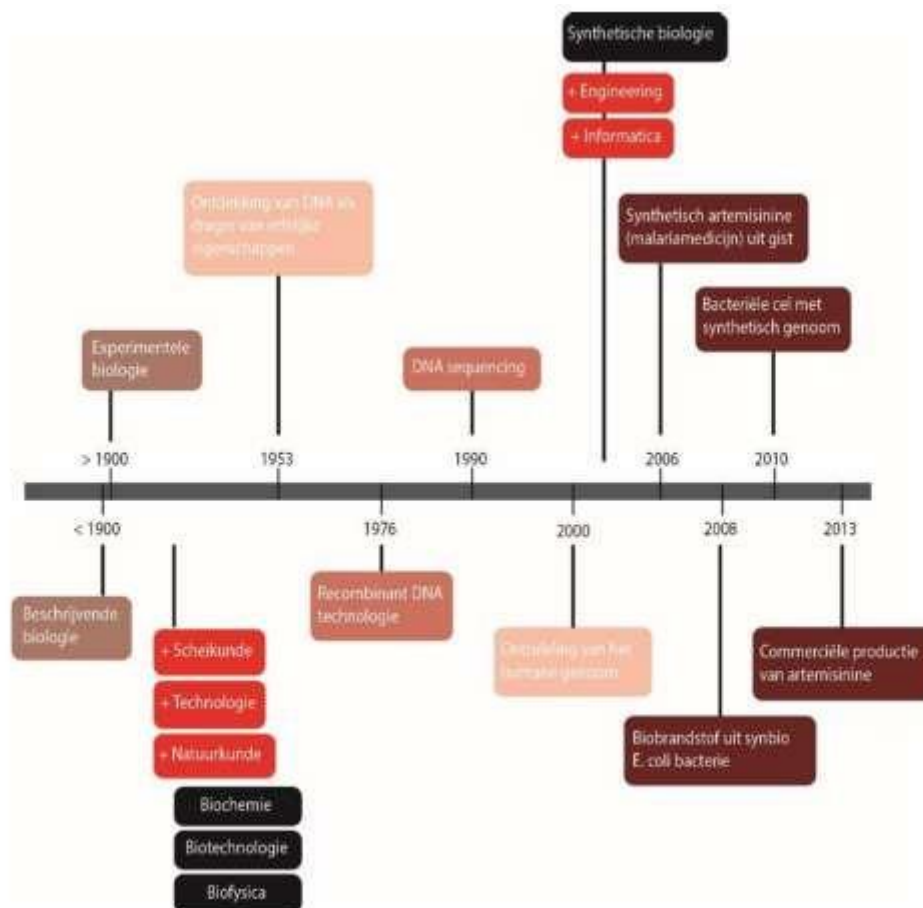 Synthetische biologie
+ Engineering
+ Informatica
Ontdekking van DNA als
drager van erfelijke
eigenschappen
Synthetisch artemisinine
(malariamedicijn) uit gist
Bacteriële cel met
synthetisch genoom
Experimentele
biologie
DNA sequencing
> 1900
1953
1990
2006
2010
< 1900
1976
2000
2008
2013
Beschrijvende
biologie
Recombinant DNA
technologie
+ Scheikunde
+ Technologie
+ Natuurkunde
van het
humane genoom
Commerciële productie
van artemisinine
Biobrandstof uit synbio
E. coli bacterie
Biochemie
Biotechnologie
Biofysica